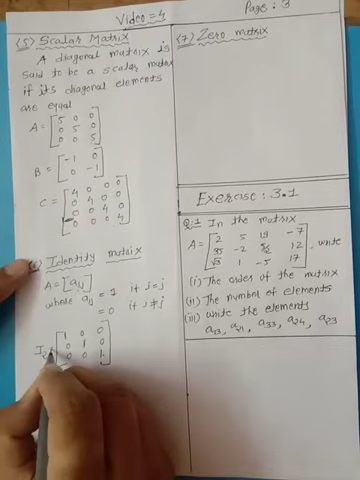 Video = 4
Page : 3
(5) Scalar Matrix
A diagonal matrix is
said to be a scalar matrix
if its diagonal elements
are equal
A = [5 0 0
0 5 0
0 0 5]
B = [-1 0
0 -1]
C = [4 0 0 0
0 4 0 0
0 0 4 0
0 0 0 4]
Identity matrix
A = [aij]
where aij = 1 if i=j
= 0 if i≠j
[1 0 0
0 1 0
0 0 1]
(7) Zero matrix
Exercise : 3.1
Q:1 In the matrix
A = [2 5 19 -7
35 -2 5/2 12
√3 1 -5 17], write
(i) The order of the matrix
(ii) The number of elements
(iii) write the elements
a13, a21, a33, a24, a23